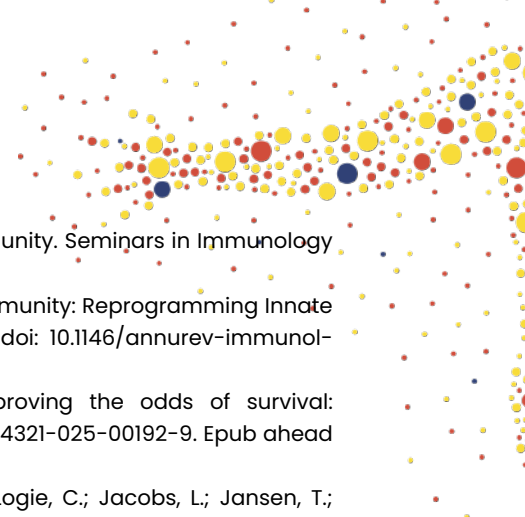 unity. Seminars in Immunology
munity: Reprogramming Innate
doi: 10.1146/annurev-immunol-
proving the odds of survival:
4321-025-00192-9. Epub ahead
Logie, C.; Jacobs, L.; Jansen, T.;